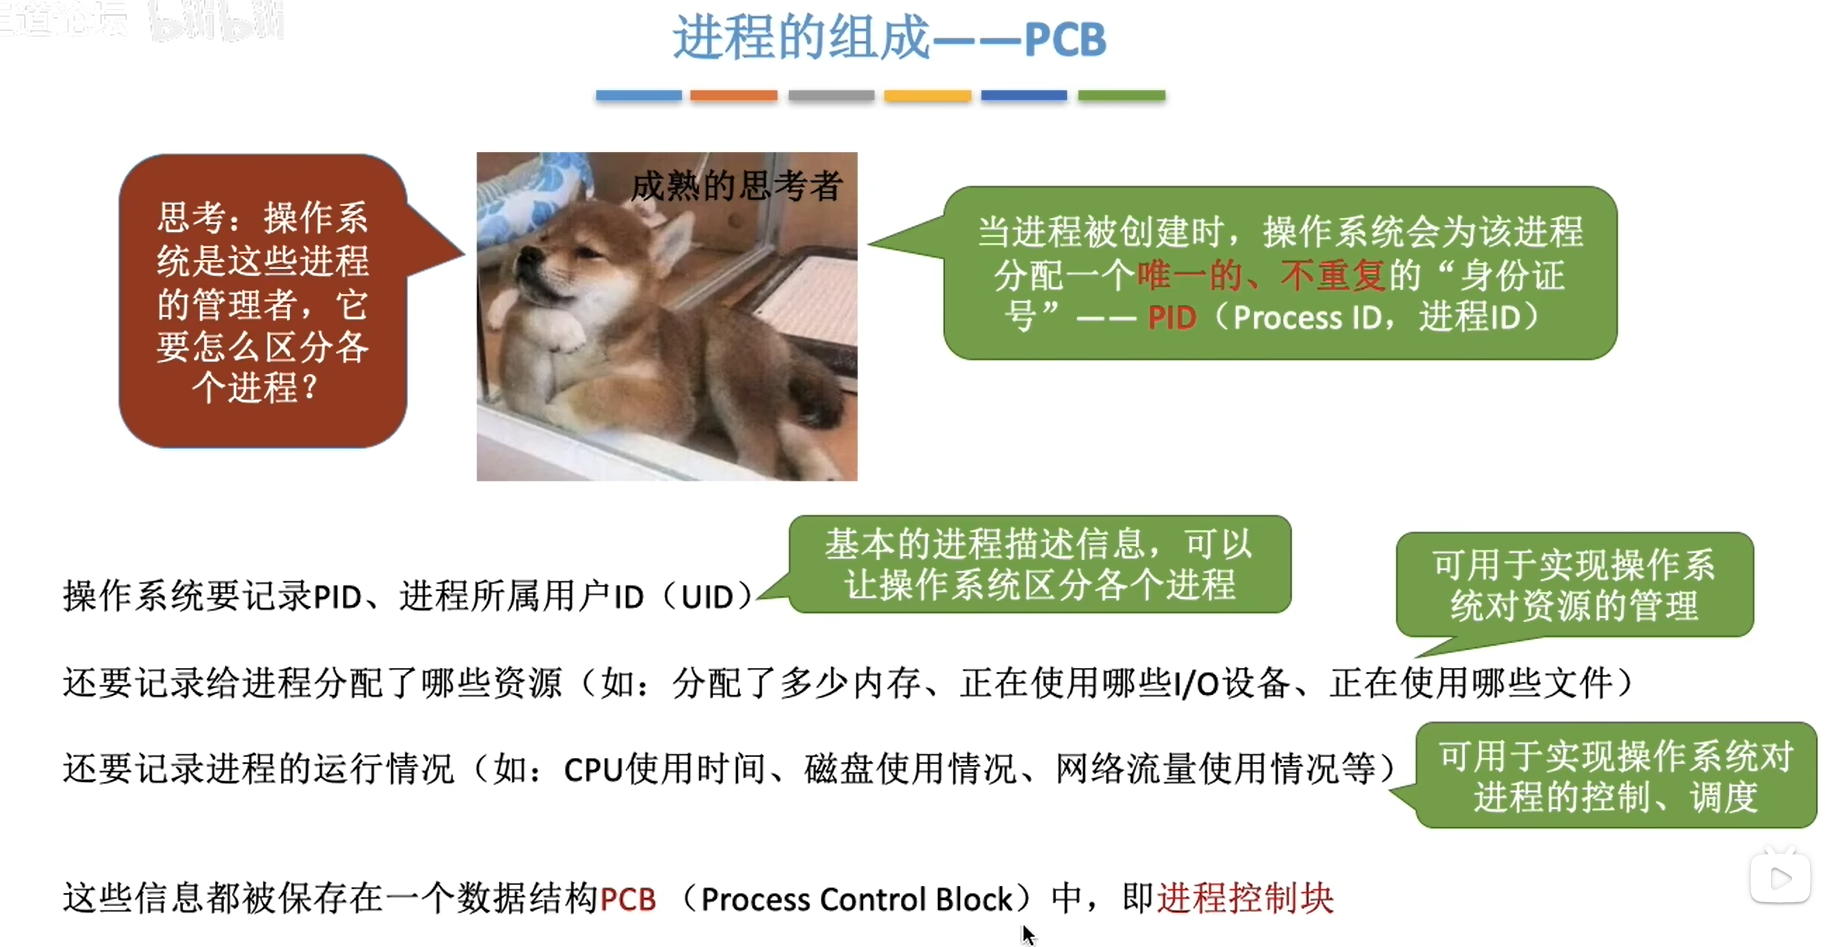 王道论坛 bilibili
进程的组成——PCB
思考：操作系
统是这些进程
的管理者，它
要怎么区分各
个进程？
成熟的思考者
当进程被创建时，操作系统会为该进程
分配一个唯一的、不重复的“身份证
号”—— PID（Process ID，进程ID）
基本的进程描述信息，可以
让操作系统区分各个进程
操作系统要记录PID、进程所属用户ID（UID）
可用于实现操作系
统对资源的管理
还要记录给进程分配了哪些资源（如：分配了多少内存、正在使用哪些I/O设备、正在使用哪些文件）
还要记录进程的运行情况（如：CPU使用时间、磁盘使用情况、网络流量使用情况等）
可用于实现操作系统对
进程的控制、调度
这些信息都被保存在一个数据结构PCB （Process Control Block）中，即进程控制块